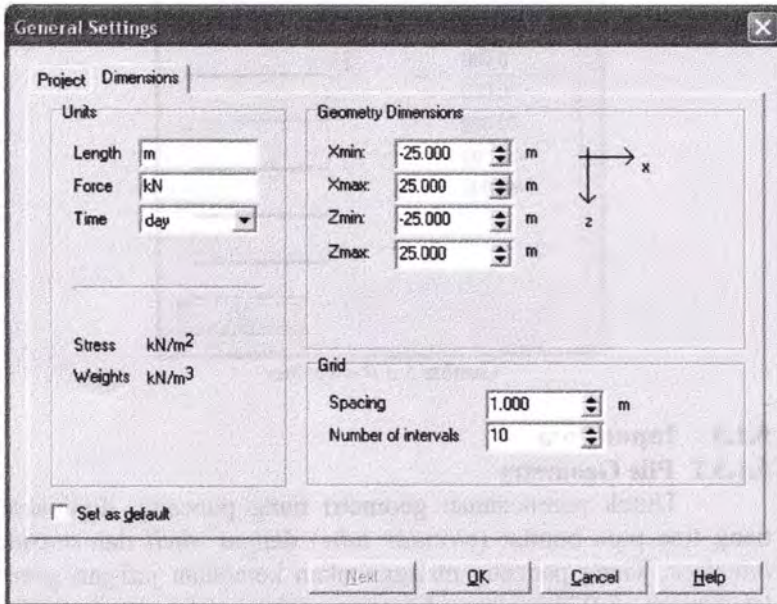 General Settings
Project Dimensions
Units
Length m
Force kN
Time day
Stress kN/m²
Weights kN/m³
Set as default
Geometry Dimensions
Xmin: -25.000 m
Xmax: 25.000 m
Zmin: -25.000 m
Zmax: 25.000 m
x
z
Grid
Spacing 1.000 m
Number of intervals 10
Next OK Cancel Help